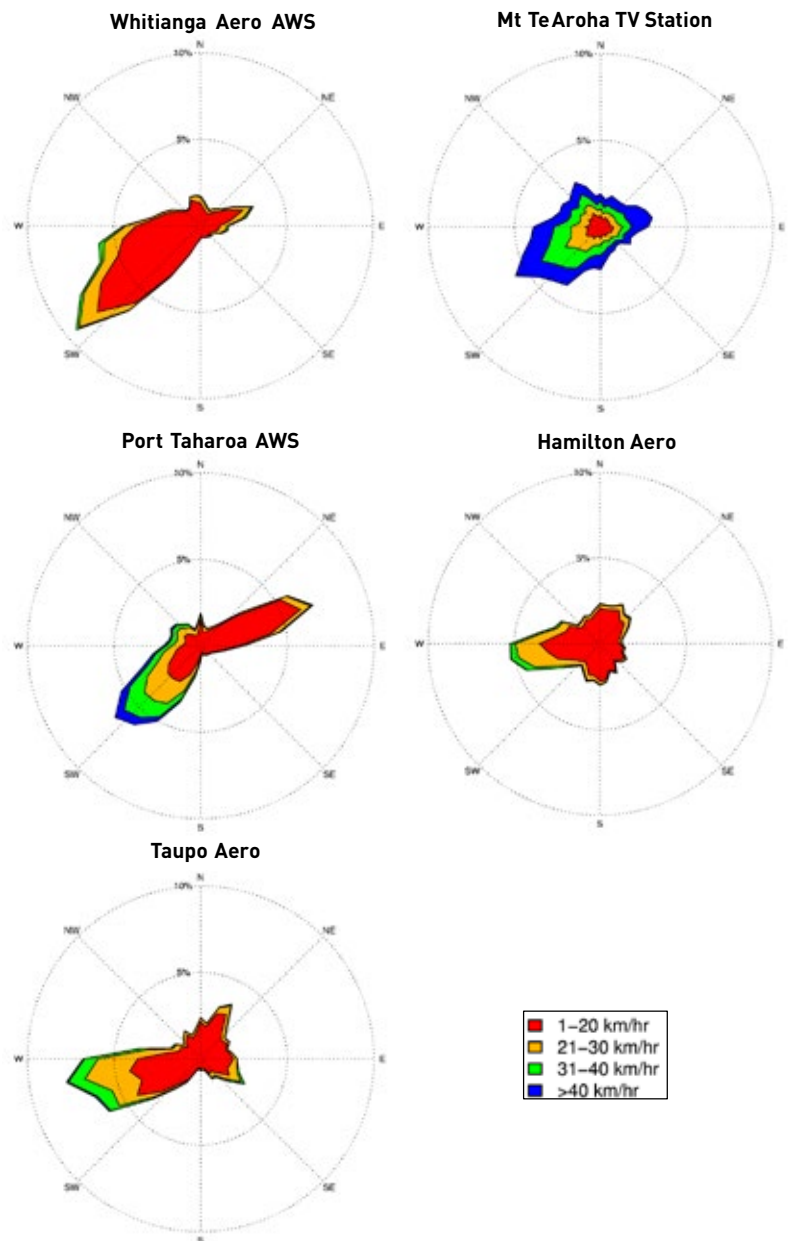 Whitianga Aero AWS
N
10%
NW
NE
5%
W
E
SW
SE
S
Mt Te Aroha TV Station
N
10%
NW
NE
5%
W
E
SW
SE
S
Port Taharoa AWS
N
10%
NW
NE
5%
W
E
SW
SE
S
Hamilton Aero
N
10%
NW
NE
5%
W
E
SW
SE
S
Taupo Aero
N
10%
NW
NE
5%
W
E
SW
SE
S
1–20 km/hr
21–30 km/hr
31–40 km/hr
>40 km/hr